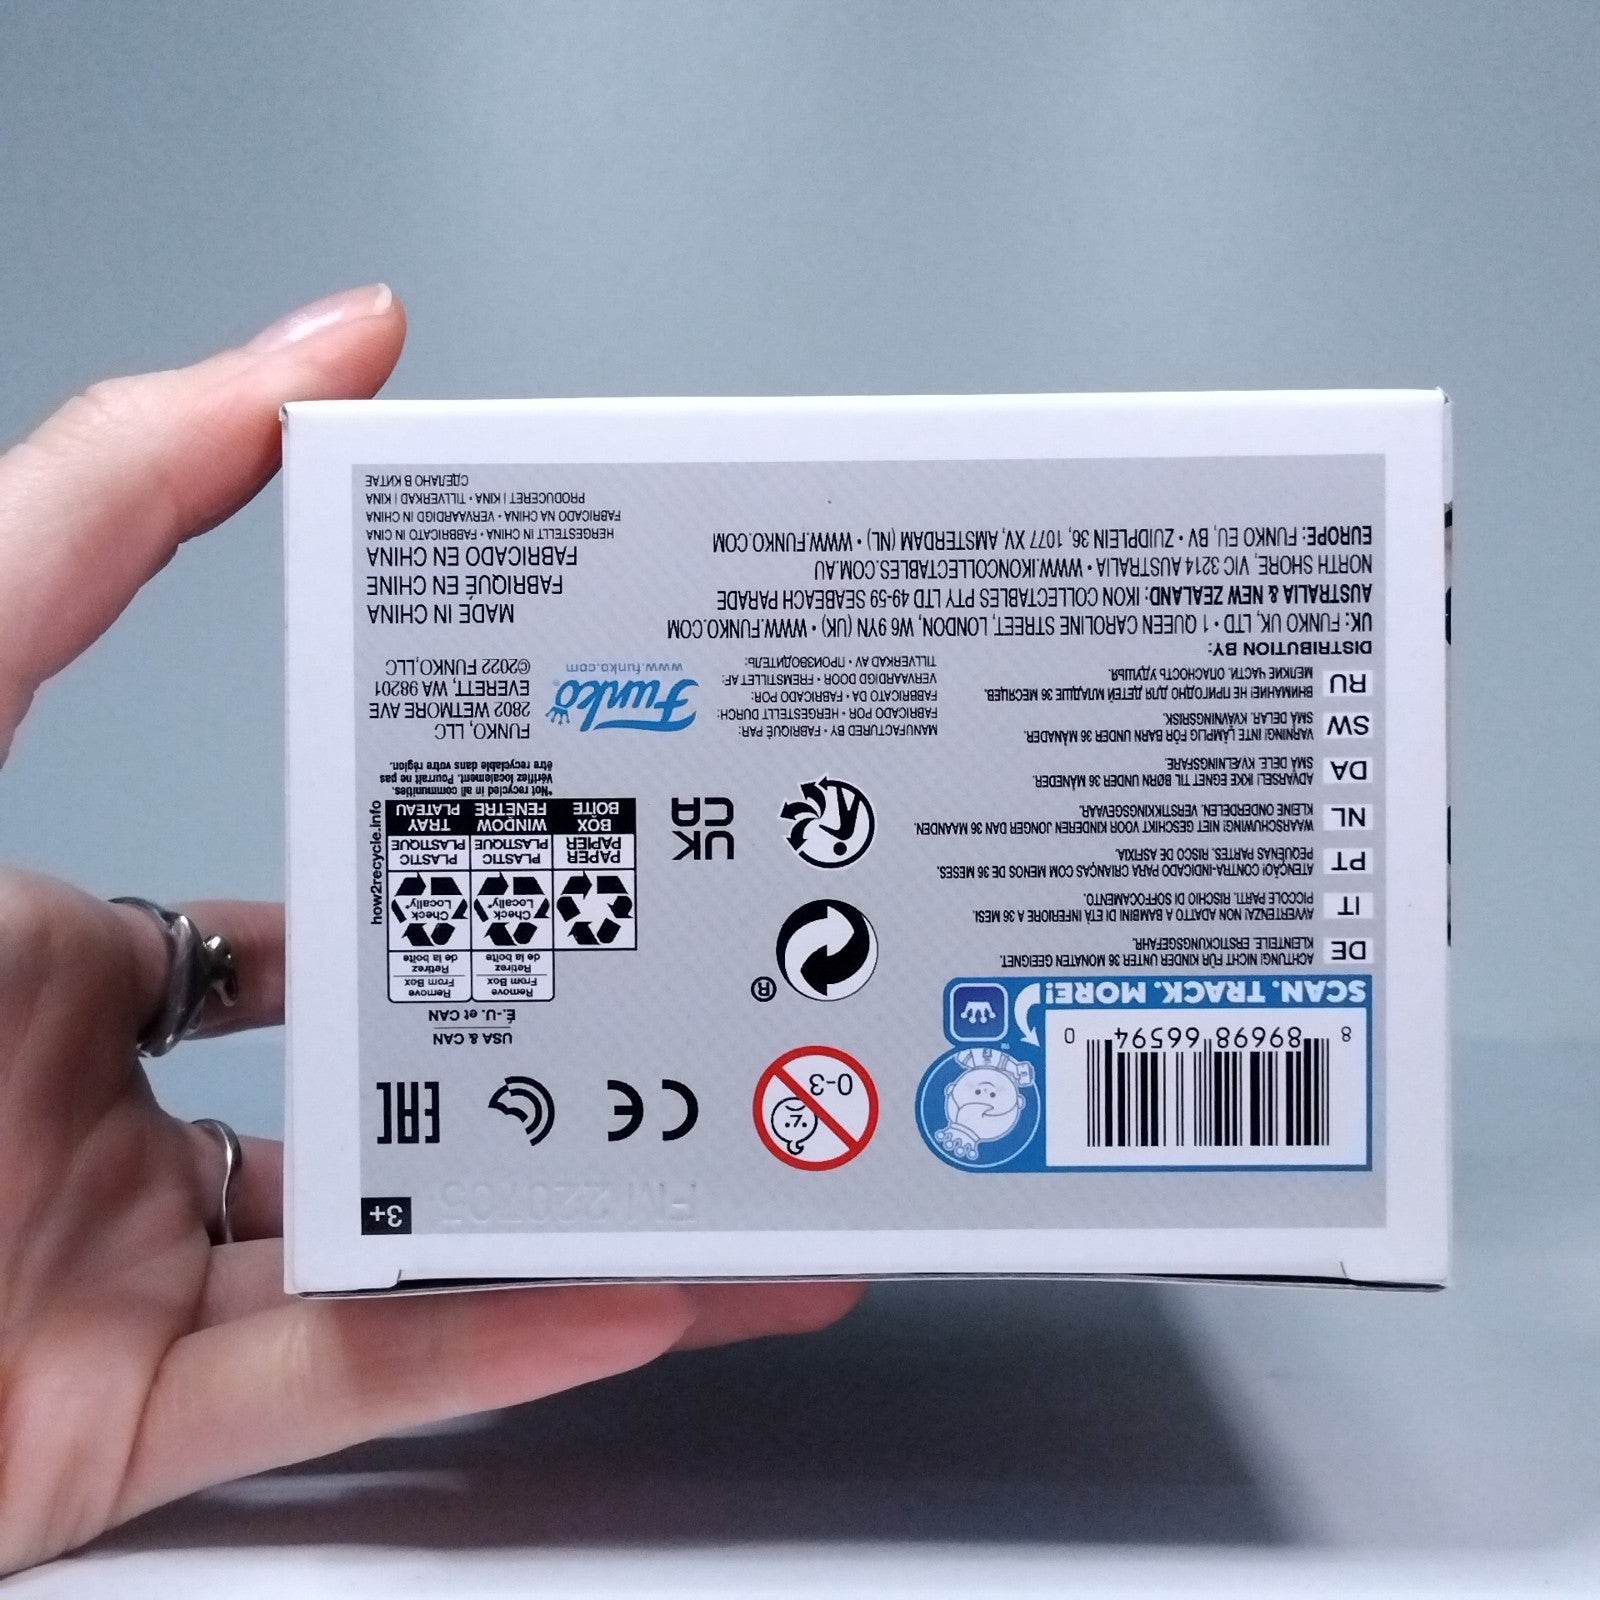 3+
FM 220705
8 89698 66594 0
SCAN. TRACK. MORE!
0-3
CE
EAC
USA & CAN
É.-U. et CAN
Remove
From Box
Retirez
de la boîte
Remove
From Box
Retirez
de la boîte
Check
Locally*
Check
Locally*
PAPER
PAPIER
BOX
BOÎTE
PLASTIC
PLASTIQUE
WINDOW
FENÊTRE
PLASTIC
PLASTIQUE
TRAY
PLATEAU
how2recycle.info
*Not recycled in all communities.
Vérifiez localement. Pourrait ne pas
être recyclable dans votre région.
®
UK
CA
DE
ACHTUNG! NICHT FÜR KINDER UNTER 36 MONATEN GEEIGNET.
KLEINTEILE. ERSTICKUNGSGEFAHR.
IT
AVVERTENZA! NON ADATTO A BAMBINI DI ETÀ INFERIORE A 36 MESI.
PICCOLE PARTI. RISCHIO DI SOFFOCAMENTO.
PT
ATENÇÃO! CONTRA-INDICADO PARA CRIANÇAS COM MENOS DE 36 MESES.
PEQUENAS PARTES. RISCO DE ASFIXIA.
NL
WAARSCHUWING! NIET GESCHIKT VOOR KINDEREN JONGER DAN 36 MAANDEN.
KLEINE ONDERDELEN. VERSTIKKINGSGEVAAR.
DA
ADVARSEL! IKKE EGNET TIL BØRN UNDER 36 MÅNEDER.
SMÅ DELE. KVÆLNINGSFARE.
SW
VARNING! INTE LÄMPLIG FÖR BARN UNDER 36 MÅNADER.
SMÅ DELAR. KVÄVNINGSRISK.
RU
ВНИМАНИЕ! НЕ ПРИГОДНО ДЛЯ ДЕТЕЙ МЛАДШЕ 36 МЕСЯЦЕВ.
МЕЛКИЕ ЧАСТИ. ОПАСНОСТЬ УДУШЬЯ.
MANUFACTURED BY • FABRIQUÉ PAR:
FABRICADO POR • HERGESTELLT DURCH:
FABBRICATO DA • FABRICADO POR:
VERVAARDIGD DOOR • FREMSTILLET AF:
TILLVERKAD AV • ПРОИЗВОДИТЕЛЬ:
Funko
www.funko.com
FUNKO, LLC
2802 WETMORE AVE
EVERETT, WA 98201
©2022 FUNKO,LLC
DISTRIBUTION BY:
UK: FUNKO UK, LTD • 1 QUEEN CAROLINE STREET, LONDON, W6 9YN (UK) • WWW.FUNKO.COM
AUSTRALIA & NEW ZEALAND: IKON COLLECTABLES PTY LTD 49-59 SEABEACH PARADE
NORTH SHORE, VIC 3214 AUSTRALIA • WWW.IKONCOLLECTABLES.COM.AU
EUROPE: FUNKO EU, BV • ZUIDPLEIN 36, 1077 XV, AMSTERDAM (NL) • WWW.FUNKO.COM
MADE IN CHINA
FABRIQUÉ EN CHINE
FABRICADO EN CHINA
HERGESTELLT IN CHINA • FABBRICATO IN CINA
FABRICADO NA CHINA • VERVAARDIGD IN CHINA
PRODUCERET I KINA • TILLVERKAD I KINA
СДЕЛАНО В КИТАЕ